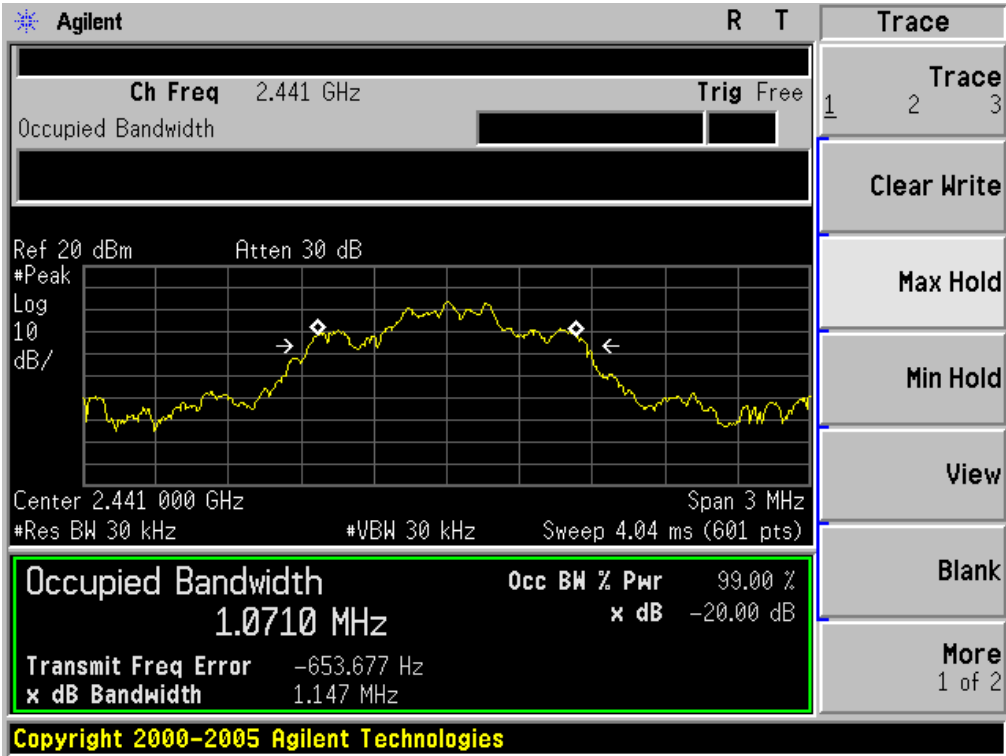 Agilent R T Trace
Ch Freq 2.441 GHz Trig Free
Occupied Bandwidth
Trace
1 2 3
Clear Write
Ref 20 dBm Atten 30 dB
#Peak
Log
10
dB/
Max Hold
Min Hold
View
Center 2.441 000 GHz Span 3 MHz
#Res BW 30 kHz #VBW 30 kHz Sweep 4.04 ms (601 pts)
Occupied Bandwidth Occ BW % Pwr 99.00 %
1.0710 MHz x dB -20.00 dB
Blank
Transmit Freq Error -653.677 Hz
x dB Bandwidth 1.147 MHz
More
1 of 2
Copyright 2000-2005 Agilent Technologies